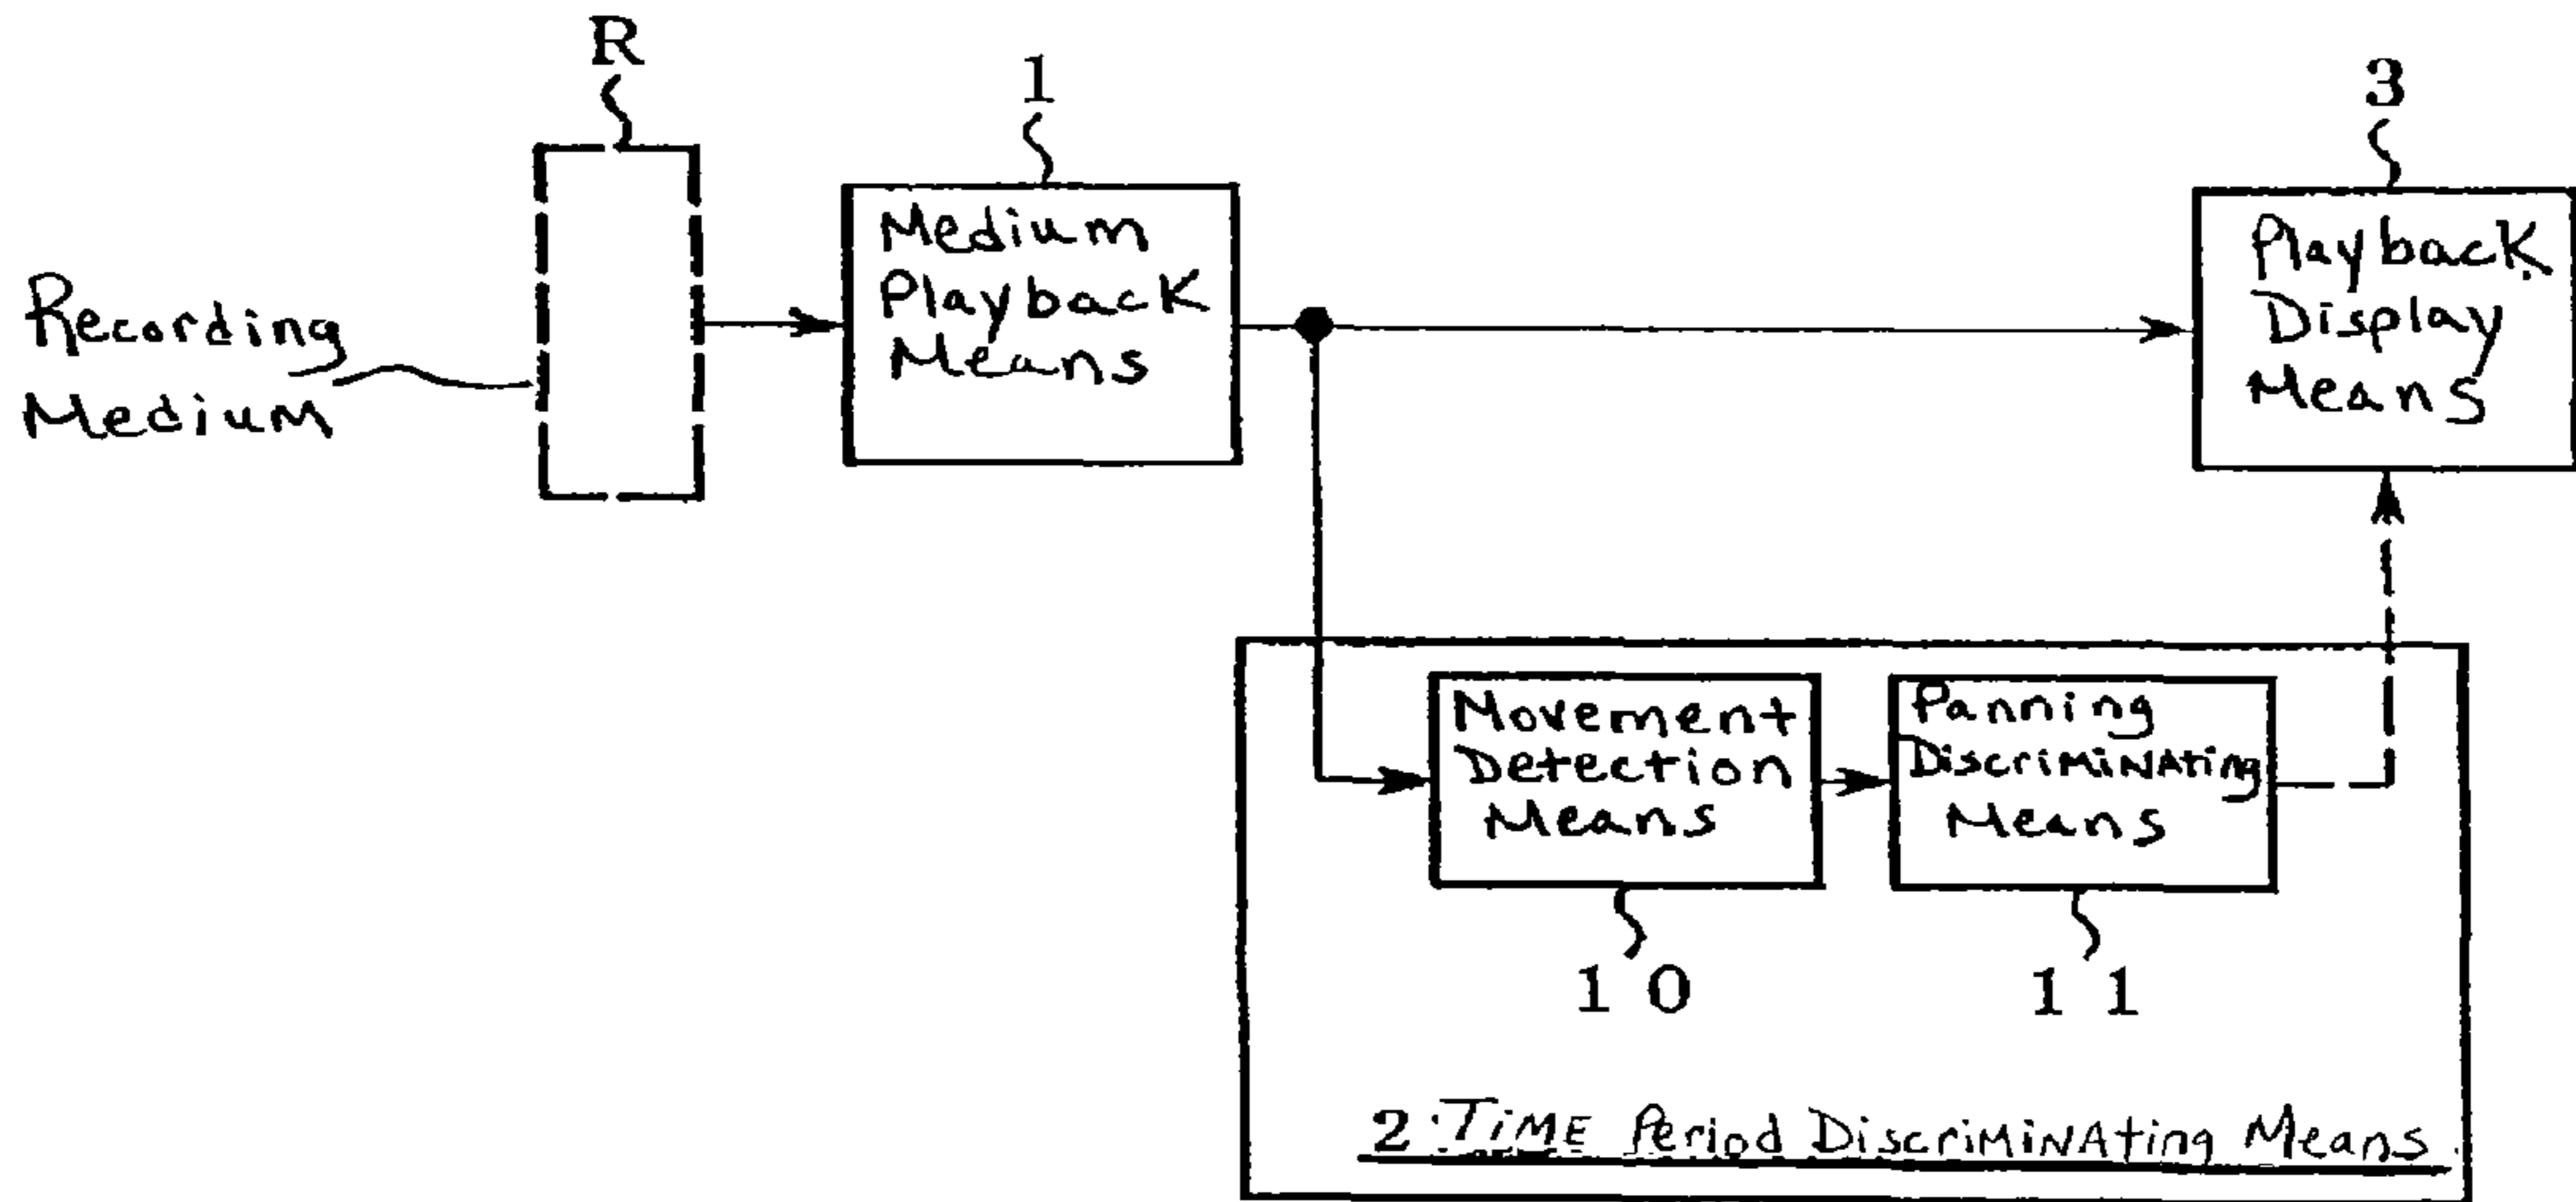 R
1
3
Recording
Medium
Medium
Playback
Means
Playback
Display
Means
Movement
Detection
Means
Panning
Discriminating
Means
10
11
2 Time Period Discriminating Means